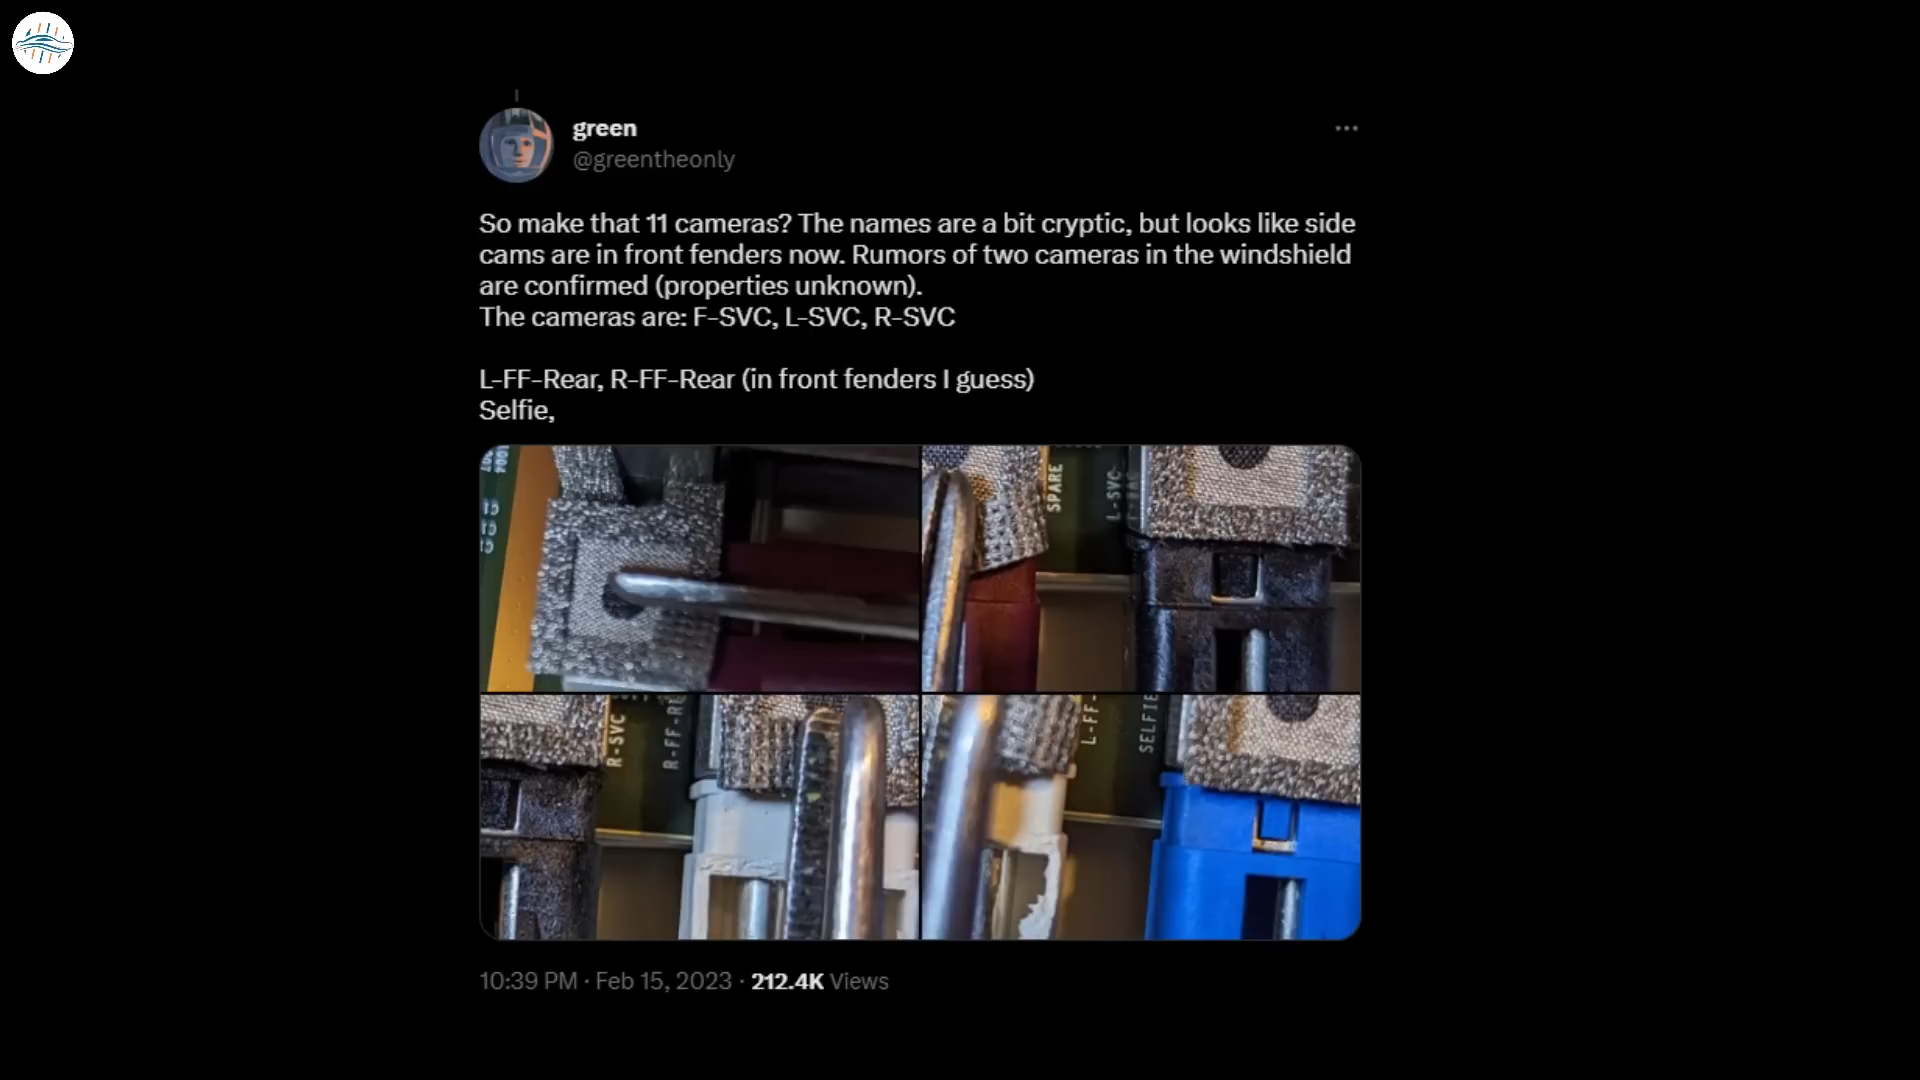 green
@greentheonly
So make that 11 cameras? The names are a bit cryptic, but looks like side
cams are in front fenders now. Rumors of two cameras in the windshield
are confirmed (properties unknown).
The cameras are: F-SVC, L-SVC, R-SVC
L-FF-Rear, R-FF-Rear (in front fenders I guess)
Selfie,
SPARE
L-SVC
R-SVC
R-FF-R
L-FF-
SELFIE
10:39 PM · Feb 15, 2023 · 212.4K Views